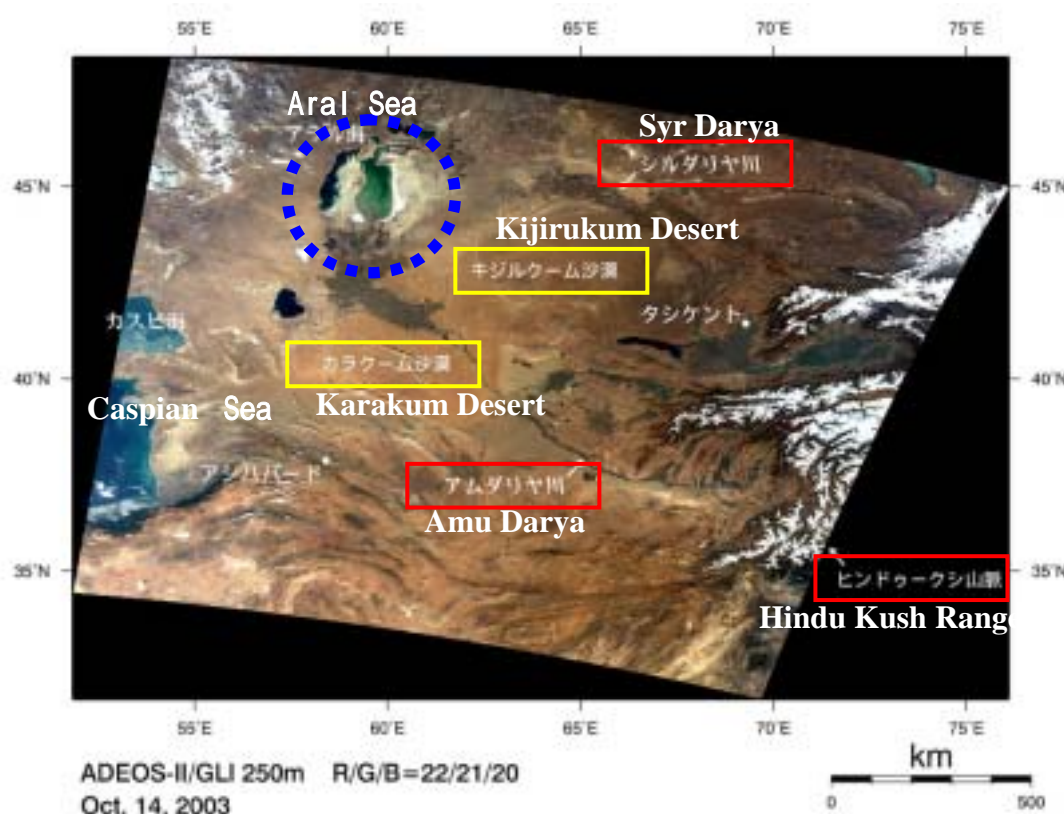 55°E 60°E 65°E 70°E 75°E
Aral Sea
Syr Darya
シルダリヤ川
45°N 45°N
Kijirukum Desert
キジルクーム沙漠
カスピ海
タシケント
カラクーム沙漠
40°N 40°N
Caspian Sea
Karakum Desert
アシハバード
アムダリヤ川
Amu Darya
35°N 35°N
ヒンドゥークシ山脈
Hindu Kush Range
55°E 60°E 65°E 70°E 75°E
ADEOS-II/GLI 250m R/G/B=22/21/20
Oct. 14, 2003
km
0 500